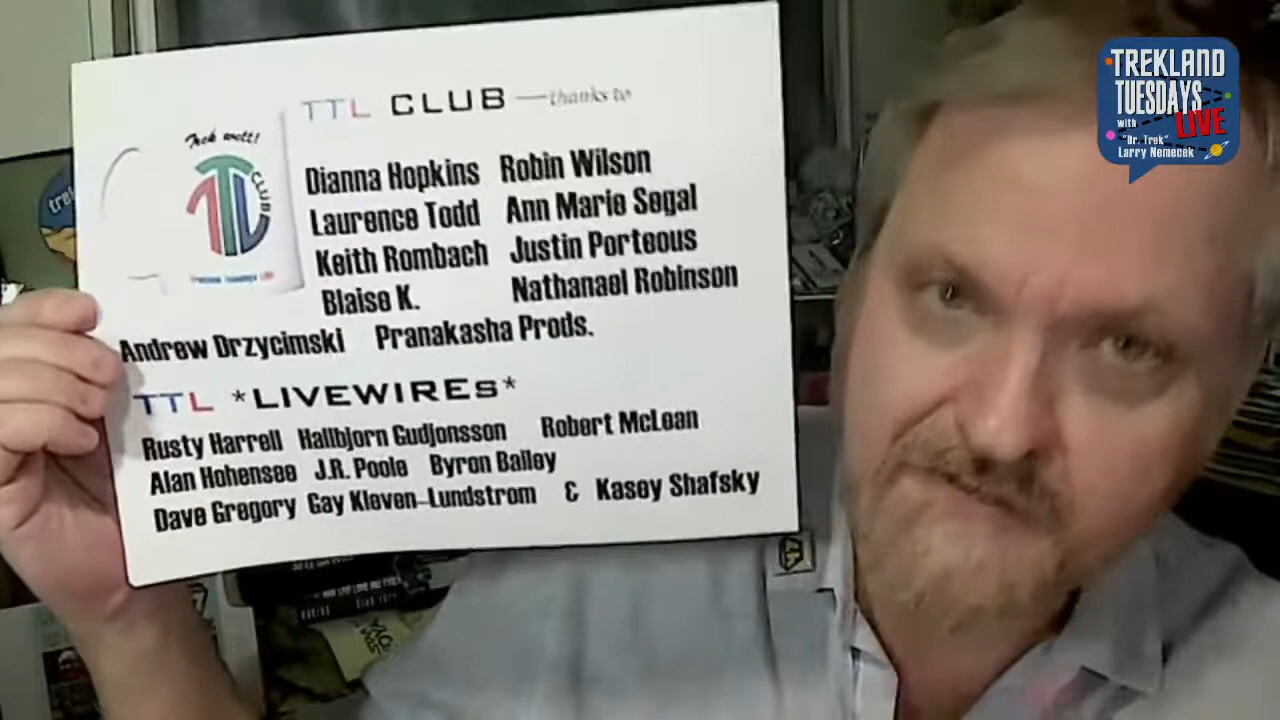 TREKLAND
TUESDAYS
LIVE
with
"Dr. Trek"
Larry Nemecek
TTL CLUB —thanks to
Trek well!
TTL CLUB
Dianna Hopkins Robin Wilson
Laurence Todd Ann Marie Segal
Keith Rombach Justin Porteous
Blaise K. Nathanael Robinson
Andrew Drzycimski Pranakasha Prods.
TTL *LIVEWIREs*
Rusty Harrell Hallbjorn Gudjonsson Robert McLean
Alan Hohensee J.R. Poole Byron Bailey
Dave Gregory Gay Kleven-Lundstrom & Kasey Shafsky